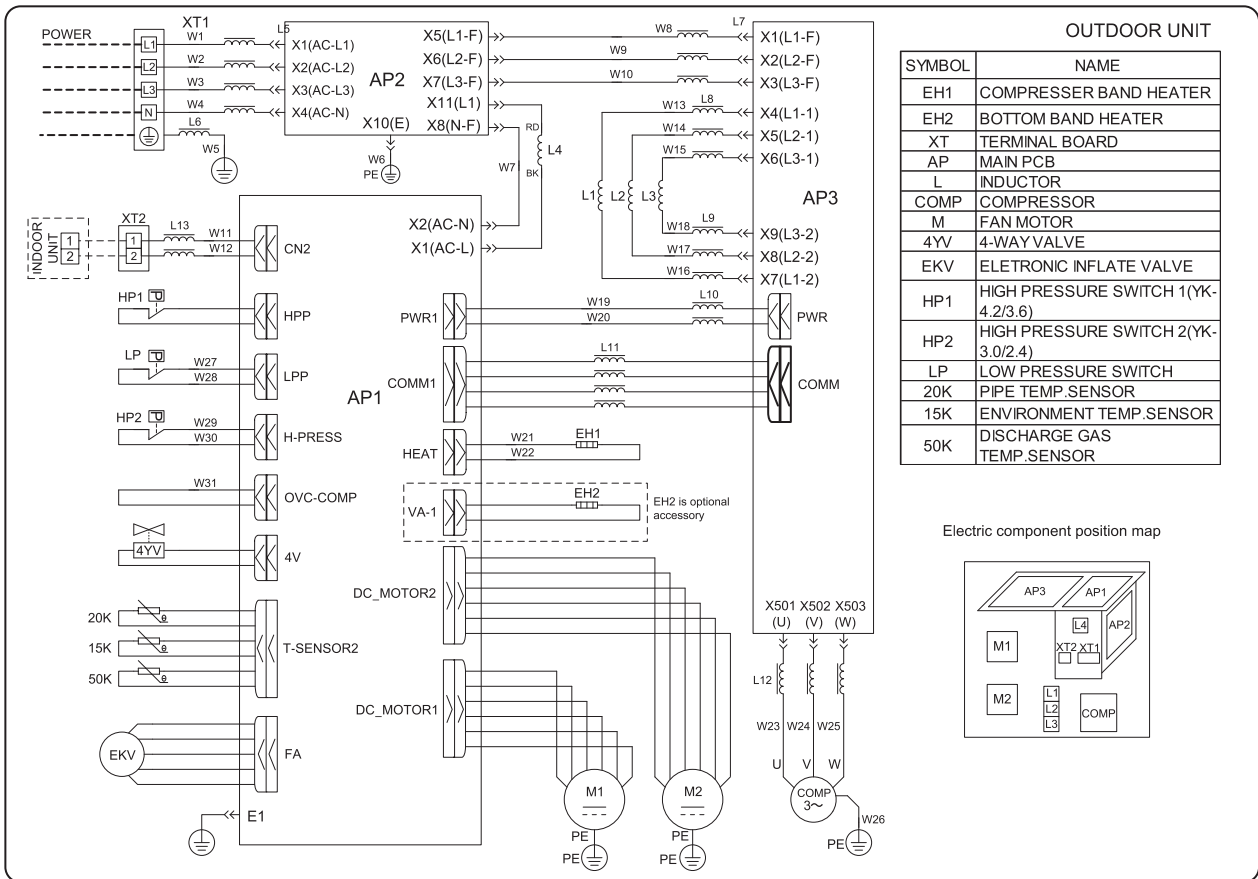 OUTDOOR UNIT
POWER
XT1
L1
L2
L3
N
W1
W2
W3
W4
L6
W5
L5
X1(AC-L1)
X2(AC-L2)
X3(AC-L3)
X4(AC-N)
AP2
X10(E)
X5(L1-F)
X6(L2-F)
X7(L3-F)
X11(L1)
X8(N-F)
W6
PE
W7
RD
BK
L4
W8
W9
W10
L7
X1(L1-F)
X2(L2-F)
X3(L3-F)
W13
L8
X4(L1-1)
W14
X5(L2-1)
W15
X6(L3-1)
L1
L2
L3
AP3
W18
L9
X9(L3-2)
W17
X8(L2-2)
W16
X7(L1-2)
INDOOR
UNIT
1
2
XT2
1
2
L13
W11
W12
CN2
X2(AC-N)
X1(AC-L)
HP1
P
HPP
PWR1
W19
W20
L10
PWR
LP
P
W27
W28
LPP
AP1
COMM1
L11
COMM
HP2
P
W29
W30
H-PRESS
HEAT
W21
W22
EH1
W31
OVC-COMP
VA-1
EH2
EH2 is optional
accessory
4YV
4V
DC_MOTOR2
20K
15K
50K
θ
θ
θ
T-SENSOR2
DC_MOTOR1
EKV
FA
E1
M1
PE
PE
M2
PE
PE
X501 X502 X503
(U) (V) (W)
L12
W23
W24
W25
U
V
W
COMP
3~
W26
PE
SYMBOL NAME
EH1 COMPRESSER BAND HEATER
EH2 BOTTOM BAND HEATER
XT TERMINAL BOARD
AP MAIN PCB
L INDUCTOR
COMP COMPRESSOR
M FAN MOTOR
4YV 4-WAY VALVE
EKV ELETRONIC INFLATE VALVE
HP1 HIGH PRESSURE SWITCH 1(YK-
4.2/3.6)
HP2 HIGH PRESSURE SWITCH 2(YK-
3.0/2.4)
LP LOW PRESSURE SWITCH
20K PIPE TEMP.SENSOR
15K ENVIRONMENT TEMP.SENSOR
50K DISCHARGE GAS
TEMP.SENSOR
Electric component position map
AP3
AP1
AP2
L4
XT2 XT1
M1
M2
L1
L2
L3
COMP